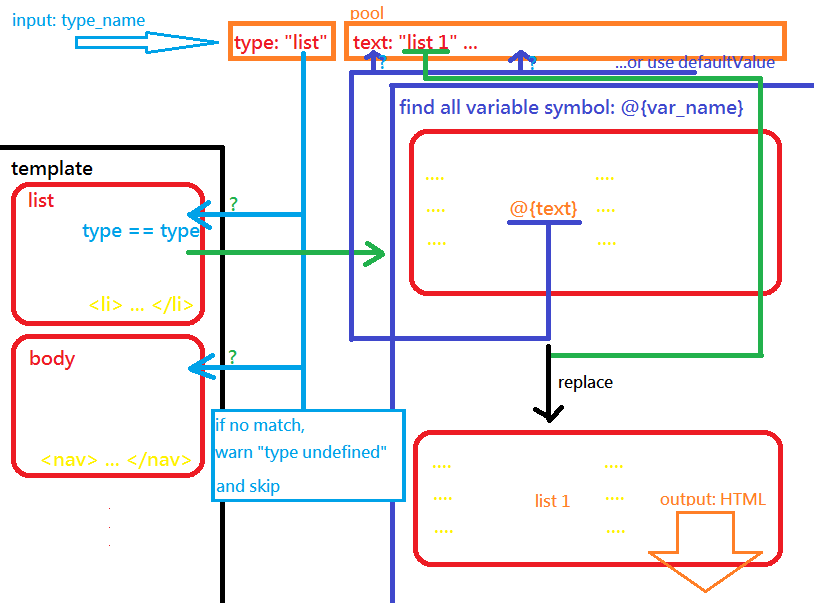 input: type_name
pool
type: "list"
text: "list 1" ...
?
?
...or use defaultValue
find all variable symbol: @{var_name}
template
list
?
type == type
<li> ... </li>
....
....
....
@{text}
....
....
....
body
?
<nav> ... </nav>
replace
if no match,
warn "type undefined"
and skip
....
....
....
list 1
....
....
....
output: HTML
.
.
.